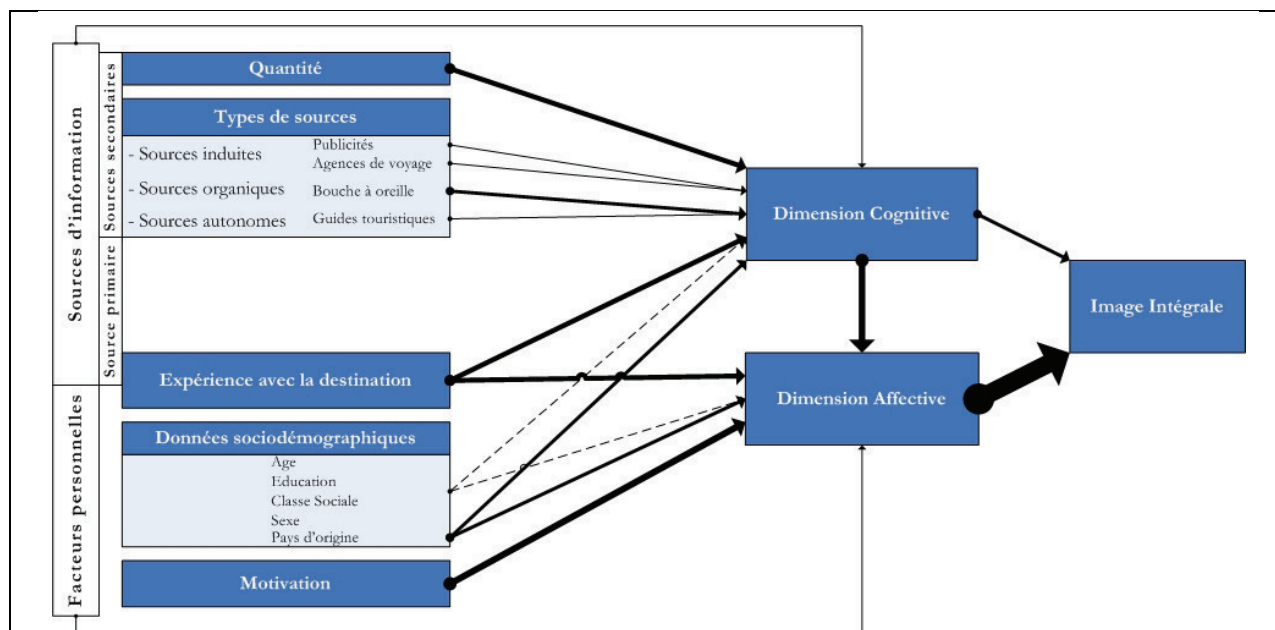 Sources d'information
Sources secondaires
Quantité
Types de sources
- Sources induites
Publicités
Agences de voyage
- Sources organiques
Bouche à oreille
- Sources autonomes
Guides touristiques
Source primaire
Expérience avec la destination
Facteurs personnelles
Données sociodémographiques
Age
Education
Classe Sociale
Sexe
Pays d'origine
Motivation
Dimension Cognitive
Dimension Affective
Image Intégrale